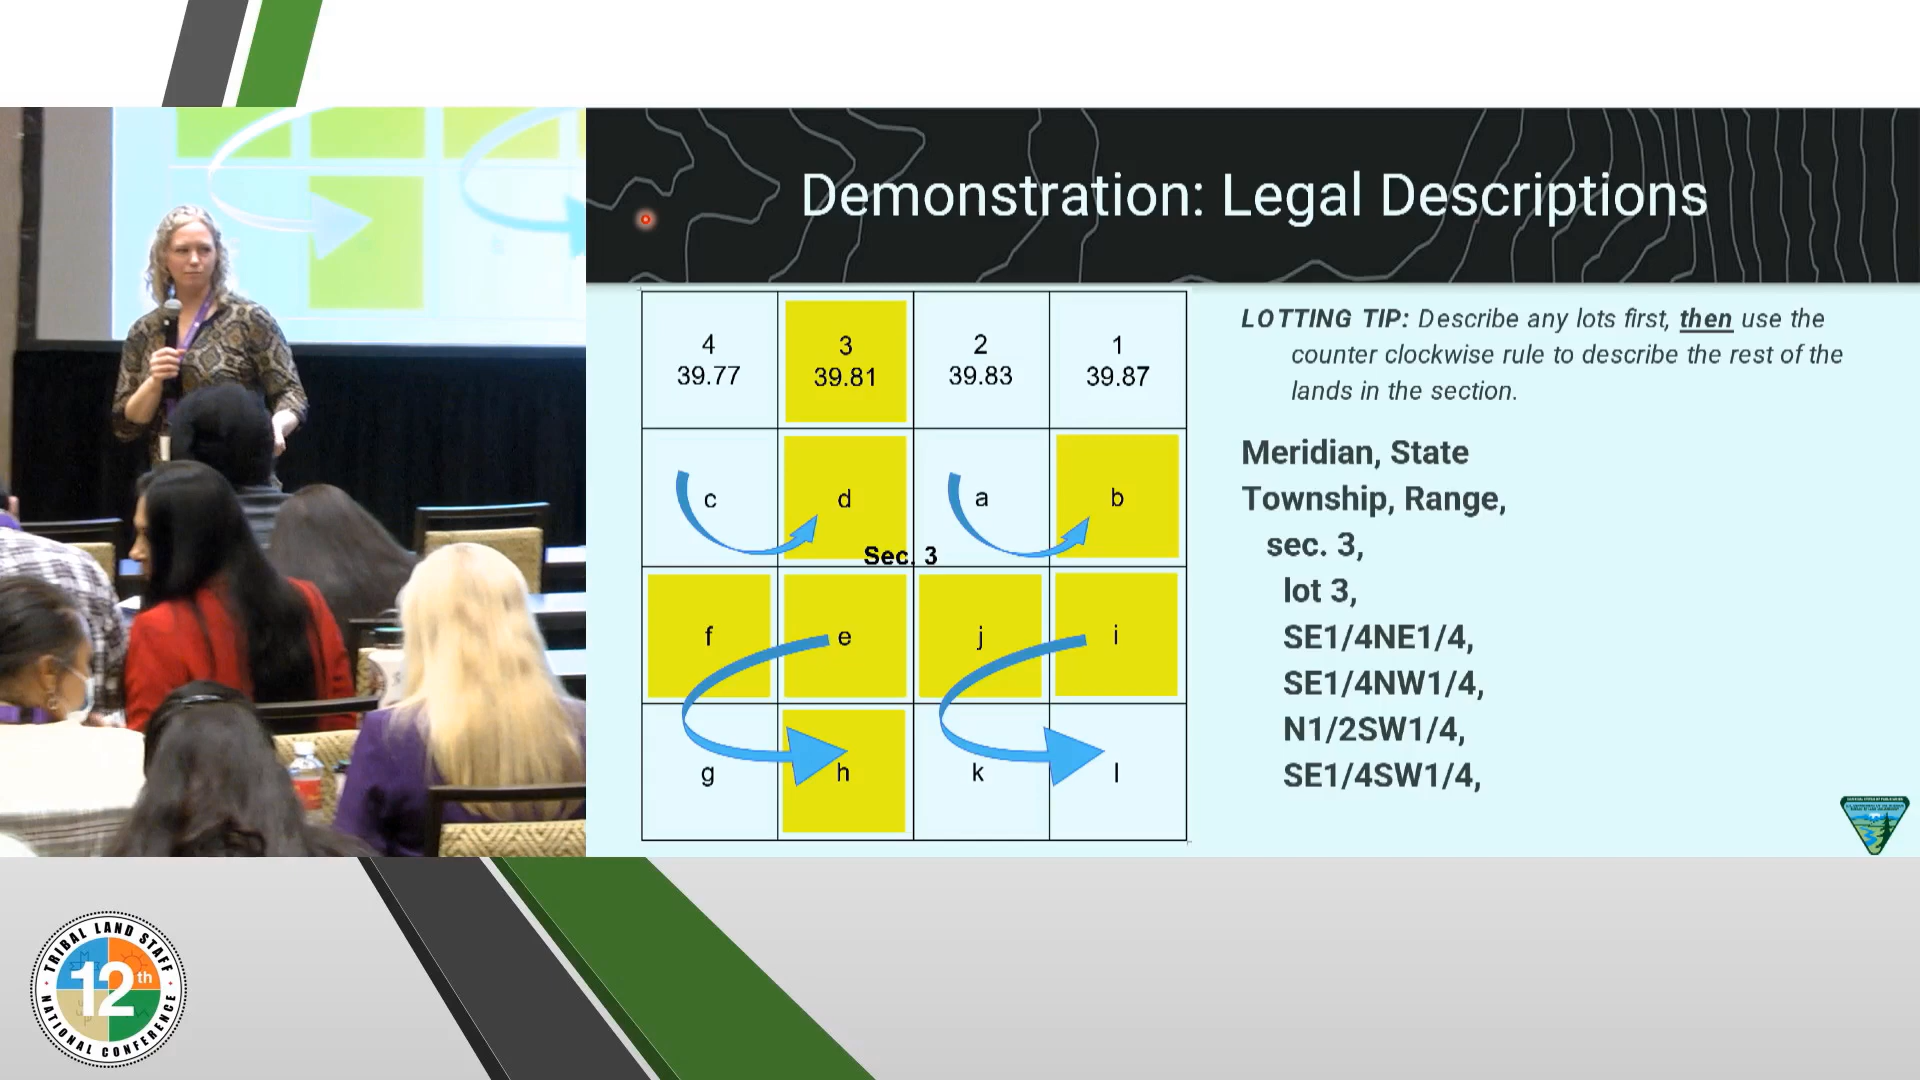 Demonstration: Legal Descriptions
4
39.77
3
39.81
2
39.83
1
39.87
c
d
a
b
Sec. 3
f
e
j
i
g
h
k
l
LOTTING TIP: Describe any lots first, then use the
counter clockwise rule to describe the rest of the
lands in the section.
Meridian, State
Township, Range,
sec. 3,
lot 3,
SE1/4NE1/4,
SE1/4NW1/4,
N1/2SW1/4,
SE1/4SW1/4,
TRIBAL LAND STAFF
12th
NATIONAL CONFERENCE